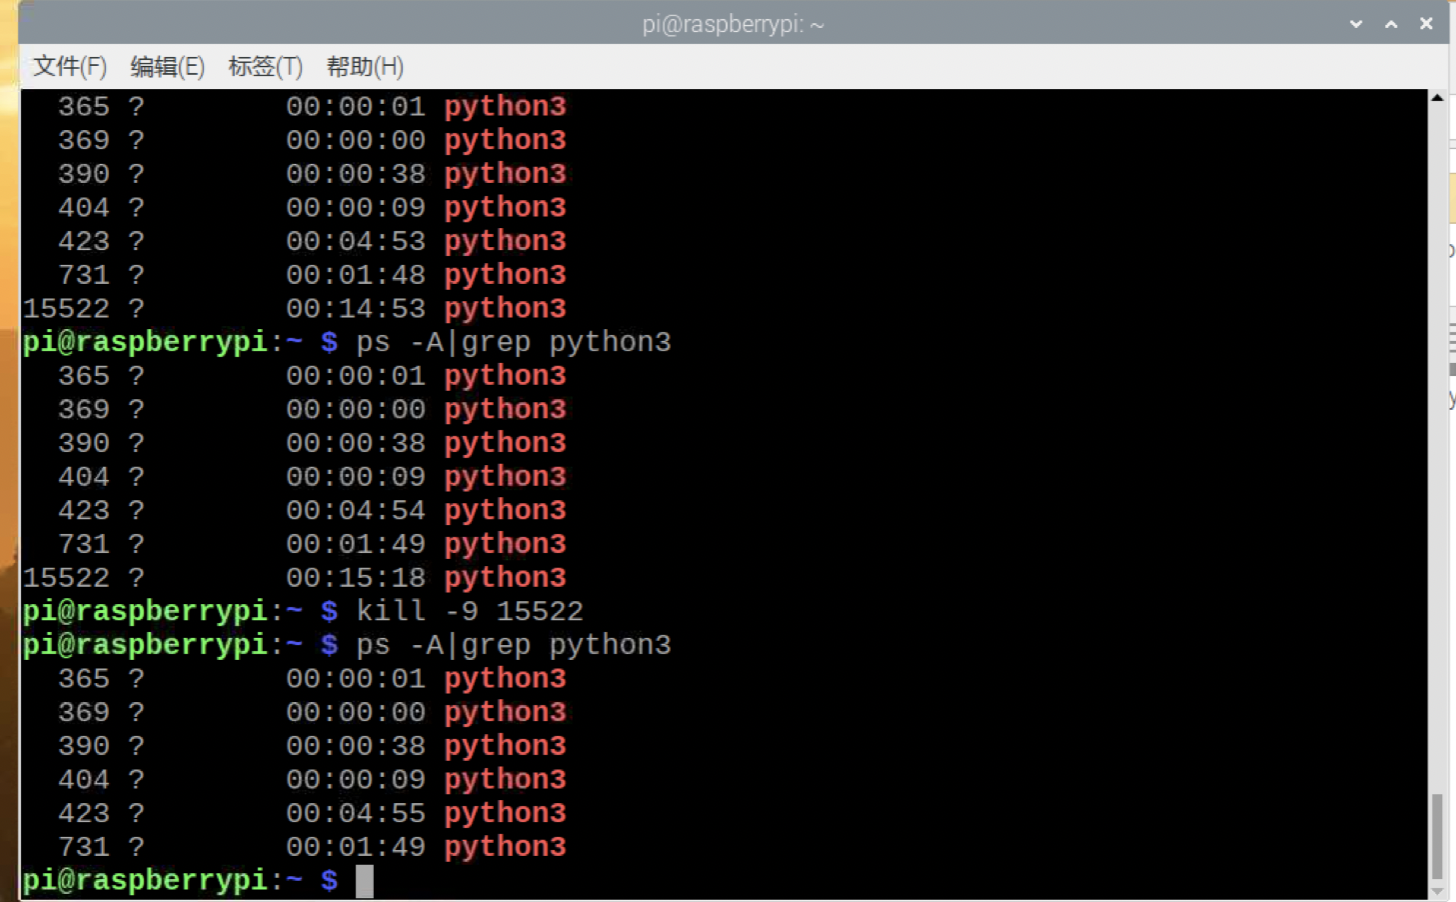 pi@raspberrypi: ~
文件(F) 编辑(E) 标签(T) 帮助(H)
365 ? 00:00:01 python3
369 ? 00:00:00 python3
390 ? 00:00:38 python3
404 ? 00:00:09 python3
423 ? 00:04:53 python3
731 ? 00:01:48 python3
15522 ? 00:14:53 python3
pi@raspberrypi:~ $ ps -A|grep python3
365 ? 00:00:01 python3
369 ? 00:00:00 python3
390 ? 00:00:38 python3
404 ? 00:00:09 python3
423 ? 00:04:54 python3
731 ? 00:01:49 python3
15522 ? 00:15:18 python3
pi@raspberrypi:~ $ kill -9 15522
pi@raspberrypi:~ $ ps -A|grep python3
365 ? 00:00:01 python3
369 ? 00:00:00 python3
390 ? 00:00:38 python3
404 ? 00:00:09 python3
423 ? 00:04:55 python3
731 ? 00:01:49 python3
pi@raspberrypi:~ $